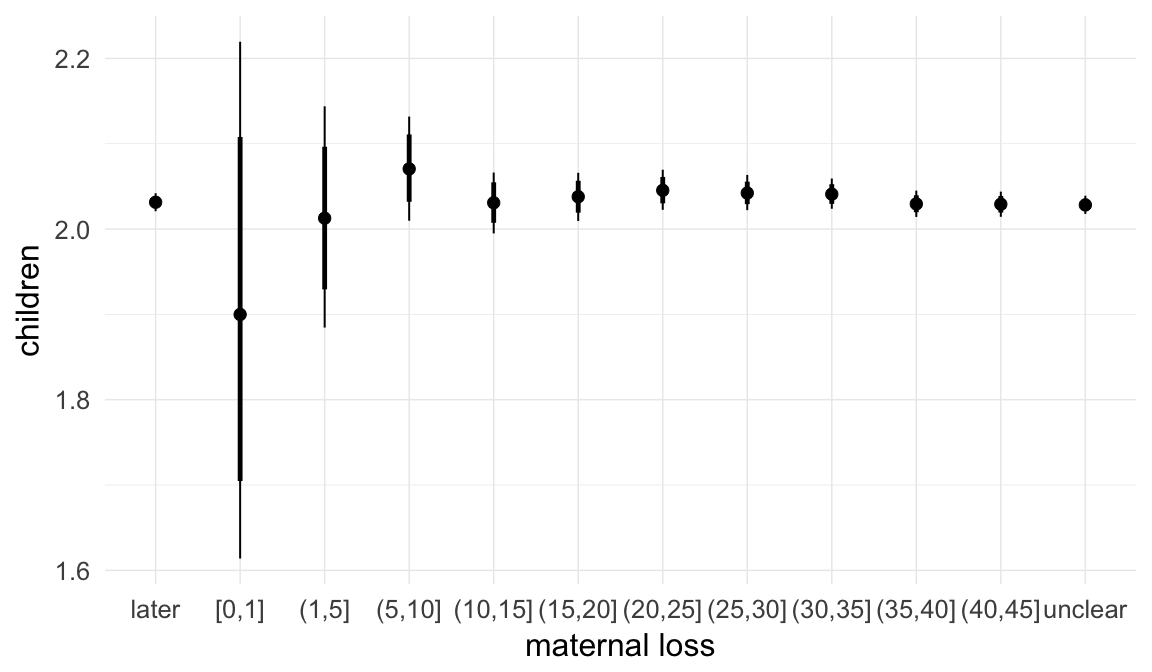 2.2
2.0
1.8
1.6
children
later [0,1] (1,5] (5,10] (10,15] (15,20] (20,25] (25,30] (30,35] (35,40] (40,45] unclear
maternal loss